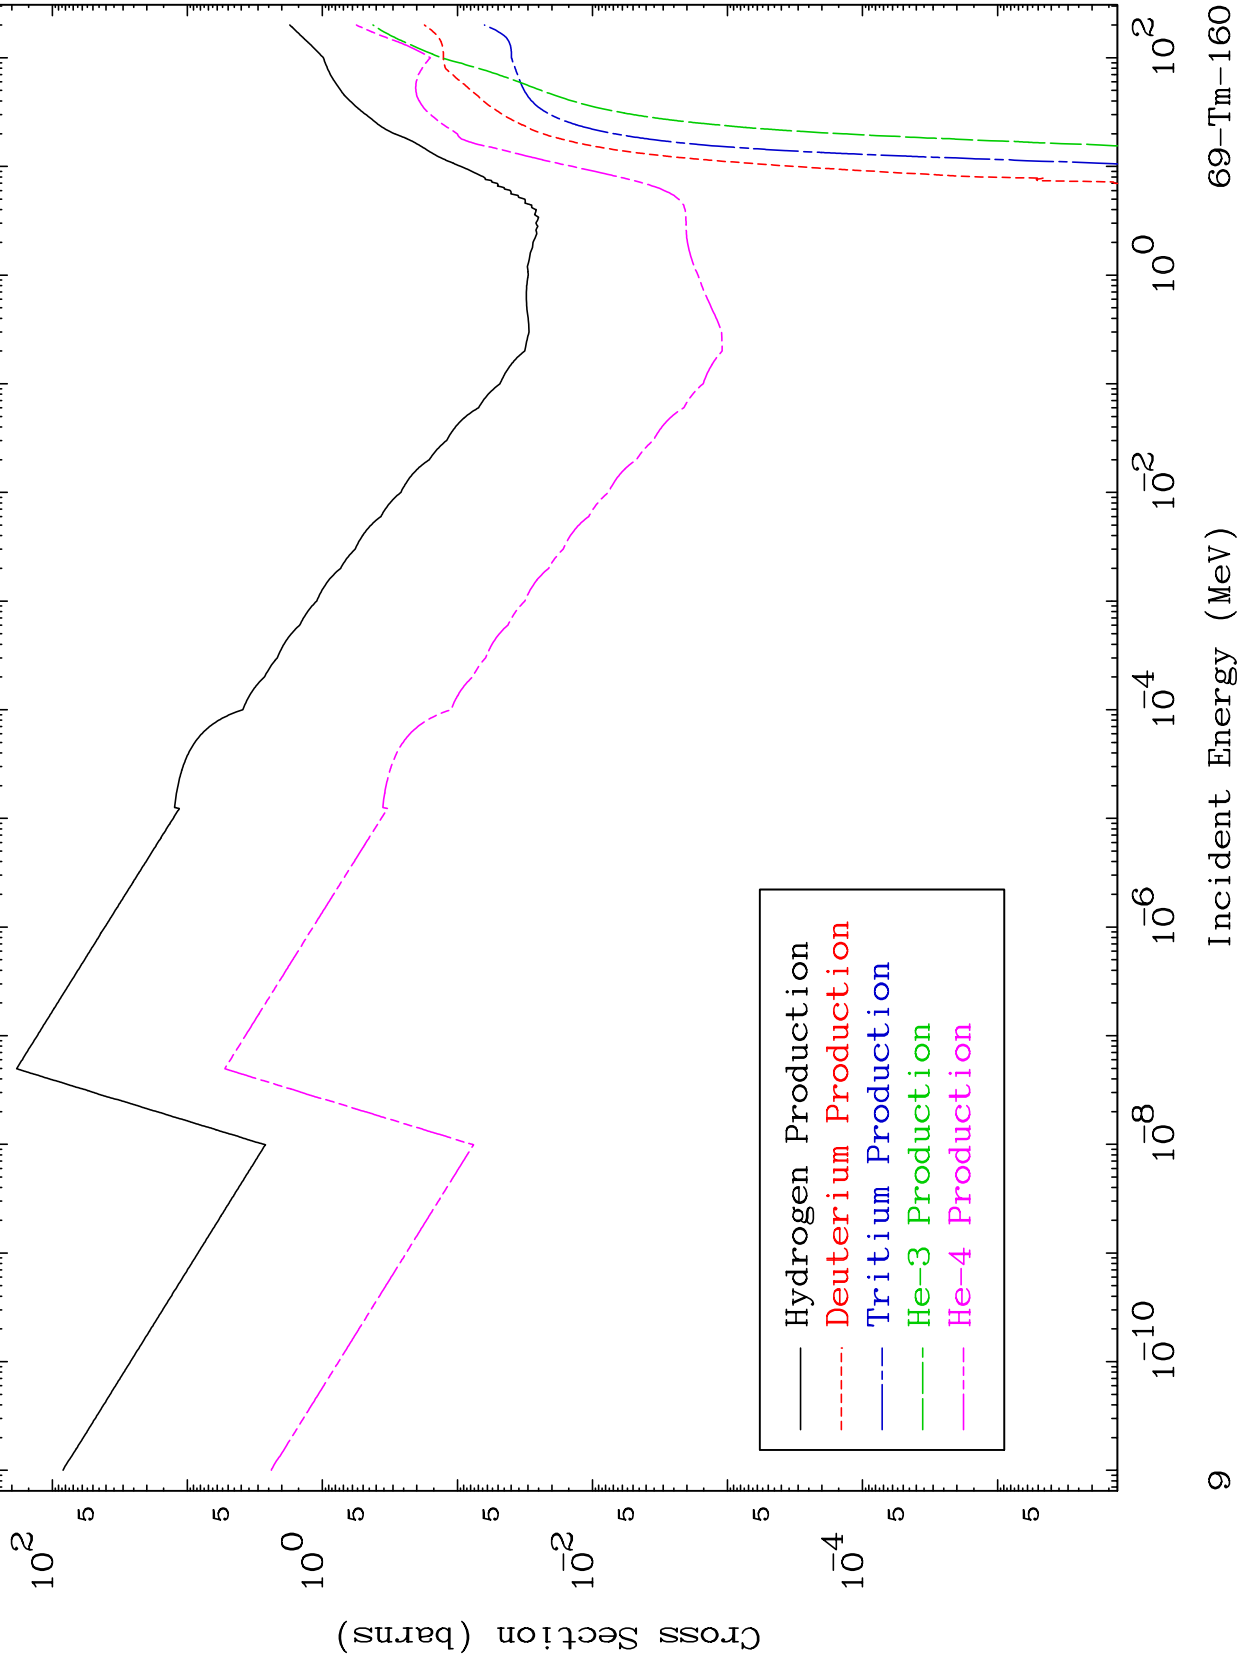 10^2
5
5
10^0
5
5
10^-2
5
5
10^-4
5
5
Cross Section (barns)
Hydrogen Production
Deuterium Production
Tritium Production
He-3 Production
He-4 Production
10^-10
10^-8
10^-6
10^-4
10^-2
10^0
10^2
9
Incident Energy (MeV)
69-Tm-160